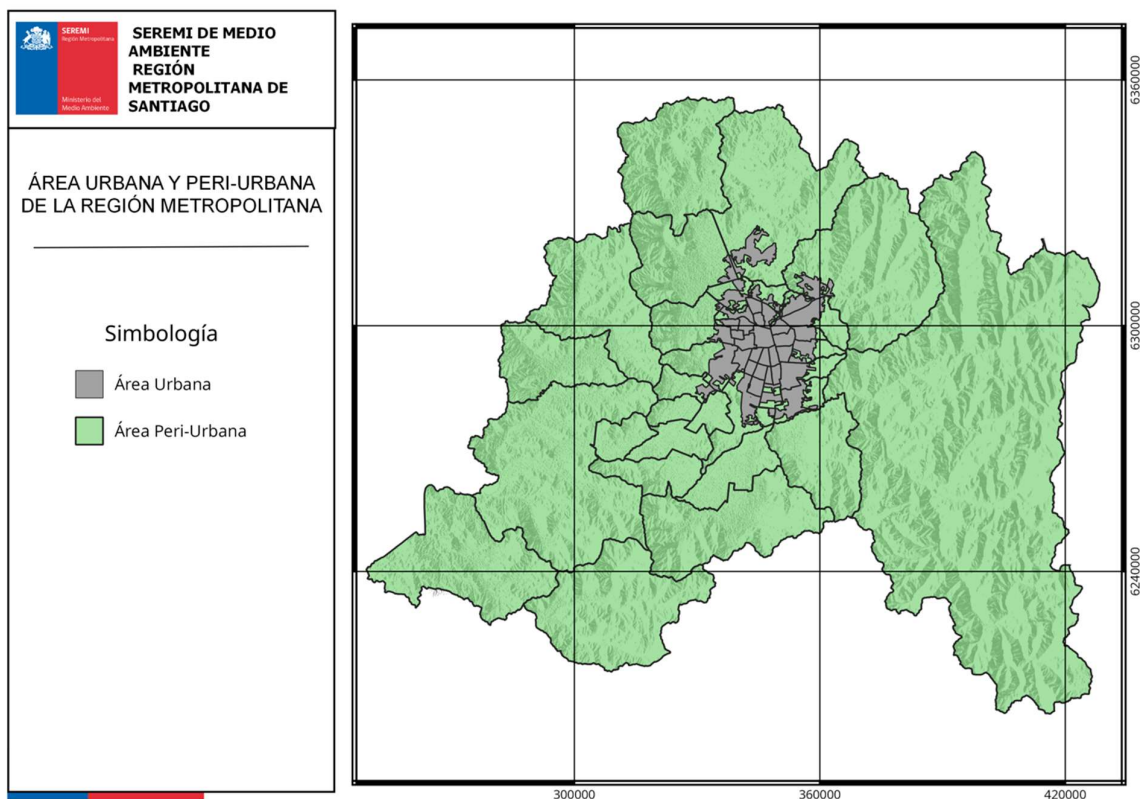 SEREMI
Región Metropolitana
Ministerio del
Medio Ambiente
SEREMI DE MEDIO
AMBIENTE
REGIÓN
METROPOLITANA DE
SANTIAGO
ÁREA URBANA Y PERI-URBANA
DE LA REGIÓN METROPOLITANA
Simbología
Área Urbana
Área Peri-Urbana
6360000
6300000
6240000
300000
360000
420000